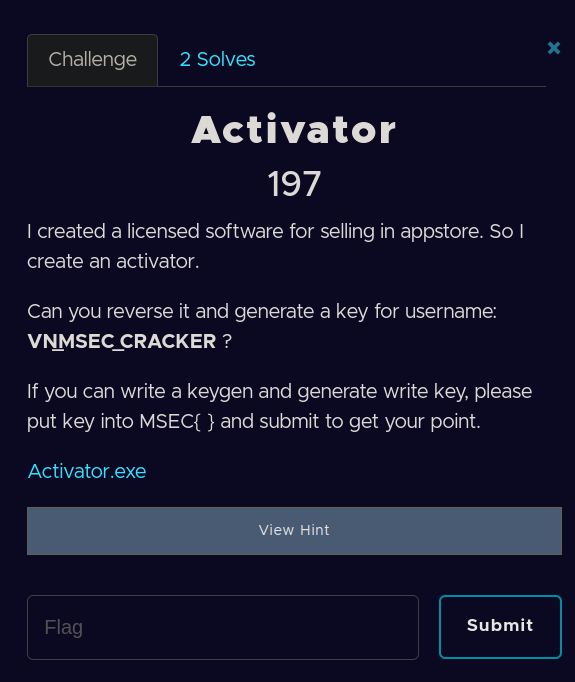 Challenge
2 Solves
×
Activator
197
I created a licensed software for selling in appstore. So I
create an activator.
Can you reverse it and generate a key for username:
VN_MSEC_CRACKER ?
If you can write a keygen and generate write key, please
put key into MSEC{ } and submit to get your point.
Activator.exe
View Hint
Flag
Submit